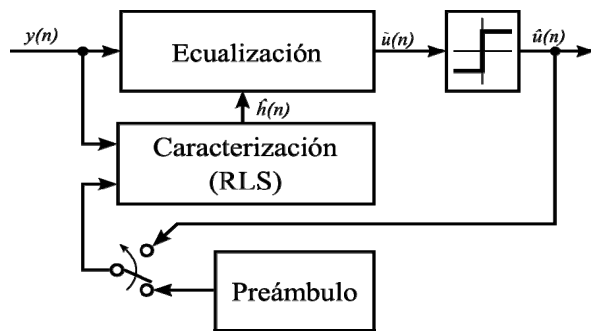 y(n)
Ecualización
ũ(n)
û(n)
ĥ(n)
Caracterización
(RLS)
Preámbulo